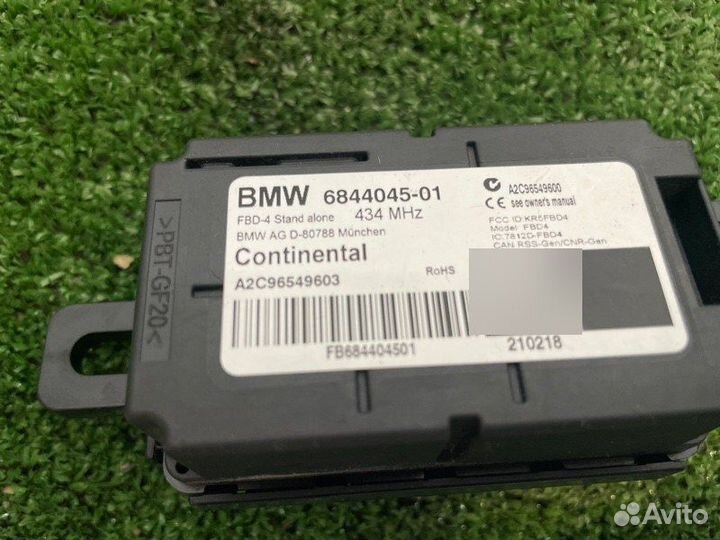 BMW 6844045-01
FBD-4 Stand alone 434 MHz
BMW AG D-80788 München
Continental
A2C96549603
RoHS
A2C96549600
CE see owner's manual
FCC ID:KR5FBD4
Model: FBD4
IC:7812D-FBD4
CAN RSS-Gen/CNR-Gen
FB684404501
210218
>PBT-GF20<
Avito